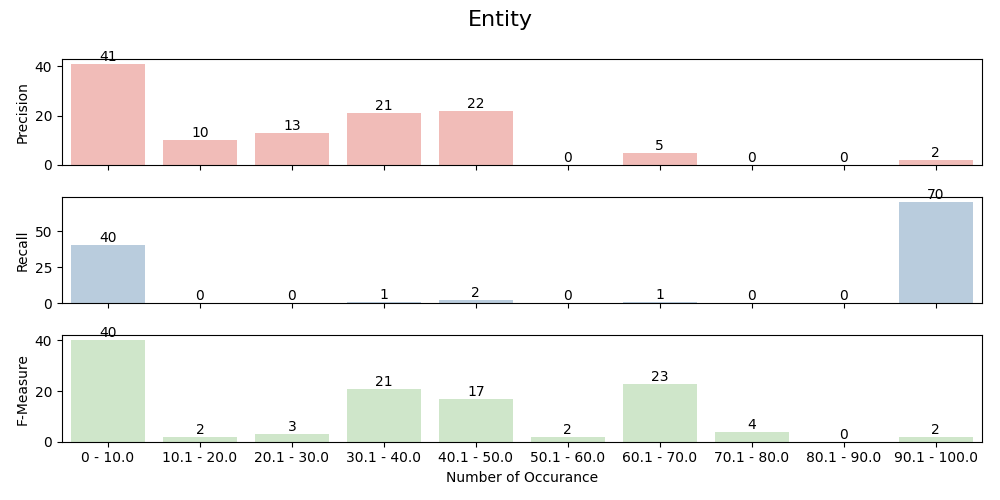 Entity
Precision
40
20
0
41
10
13
21
22
0
5
0
0
2
Recall
50
25
0
40
0
0
1
2
0
1
0
0
70
F-Measure
40
20
0
40
2
3
21
17
2
23
4
0
2
0 - 10.0
10.1 - 20.0
20.1 - 30.0
30.1 - 40.0
40.1 - 50.0
50.1 - 60.0
60.1 - 70.0
70.1 - 80.0
80.1 - 90.0
90.1 - 100.0
Number of Occurance